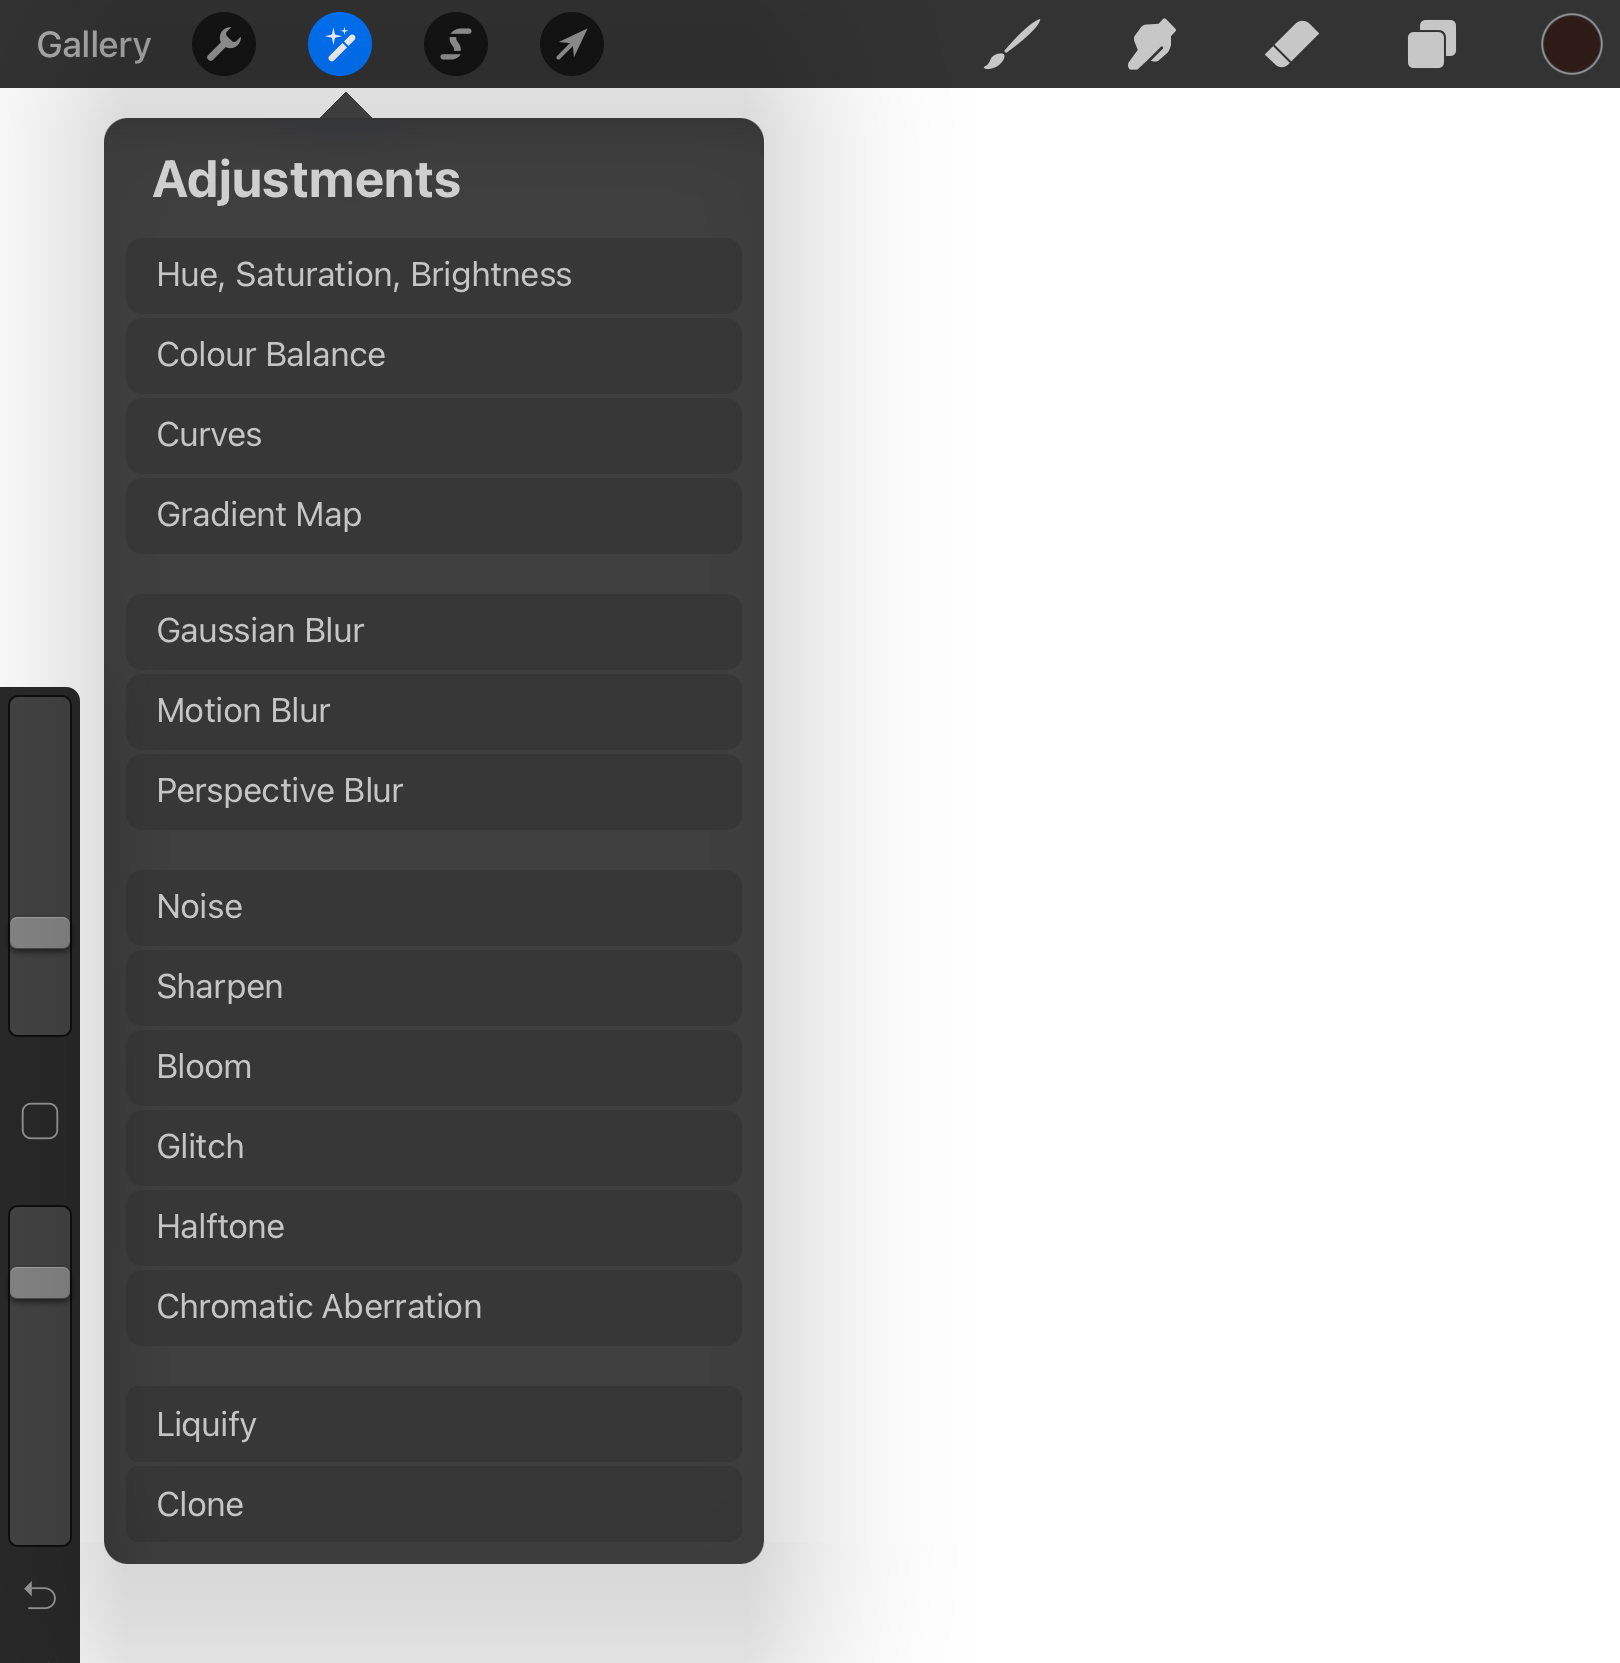 Gallery
Adjustments
Hue, Saturation, Brightness
Colour Balance
Curves
Gradient Map
Gaussian Blur
Motion Blur
Perspective Blur
Noise
Sharpen
Bloom
Glitch
Halftone
Chromatic Aberration
Liquify
Clone